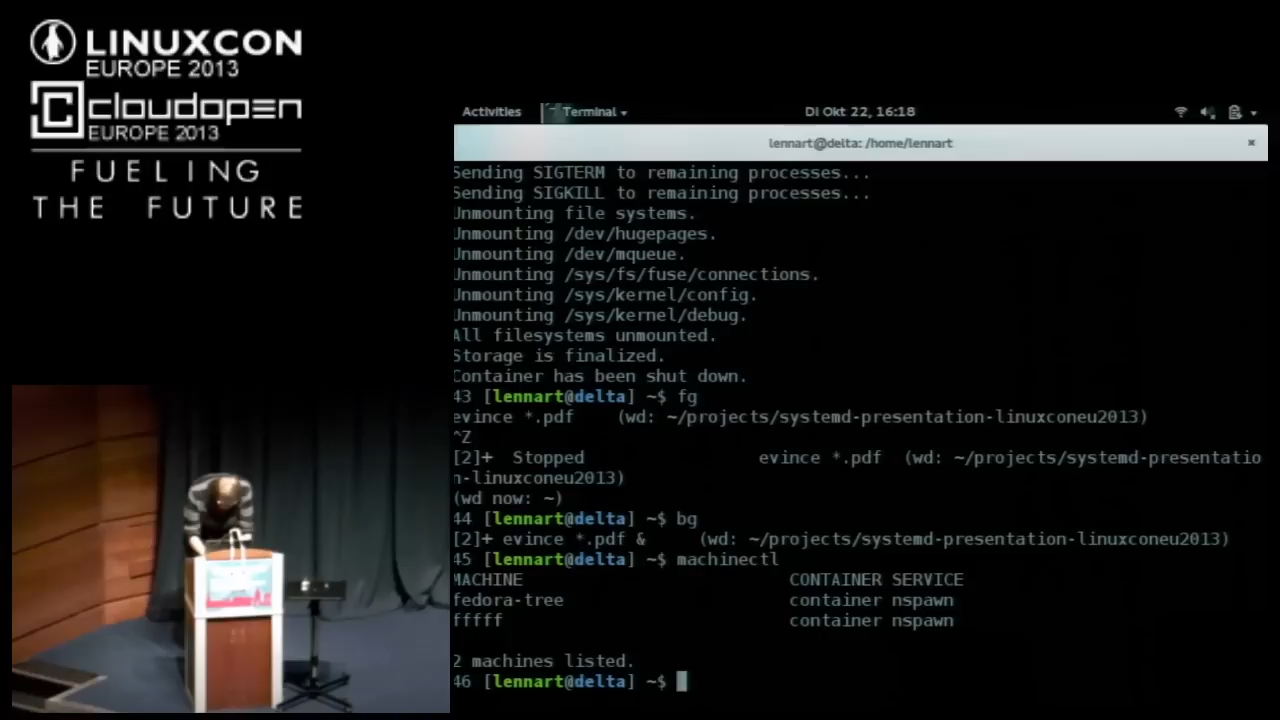 LINUXCON
EUROPE 2013
cloudopen
EUROPE 2013
FUELING
THE FUTURE
Activities Terminal DI Okt 22, 16:18
lennart@delta: /home/lennart
Sending SIGTERM to remaining processes...
Sending SIGKILL to remaining processes...
Unmounting file systems.
Unmounting /dev/hugepages.
Unmounting /dev/mqueue.
Unmounting /sys/fs/fuse/connections.
Unmounting /sys/kernel/config.
Unmounting /sys/kernel/debug.
All filesystems unmounted.
Storage is finalized.
Container has been shut down.
43 [lennart@delta] ~$ fg
evince *.pdf (wd: ~/projects/systemd-presentation-linuxconeu2013)
^Z
[2]+ Stopped evince *.pdf (wd: ~/projects/systemd-presentatio
n-linuxconeu2013)
(wd now: ~)
44 [lennart@delta] ~$ bg
[2]+ evince *.pdf & (wd: ~/projects/systemd-presentation-linuxconeu2013)
45 [lennart@delta] ~$ machinectl
MACHINE CONTAINER SERVICE
fedora-tree container nspawn
fffff container nspawn
2 machines listed.
46 [lennart@delta] ~$